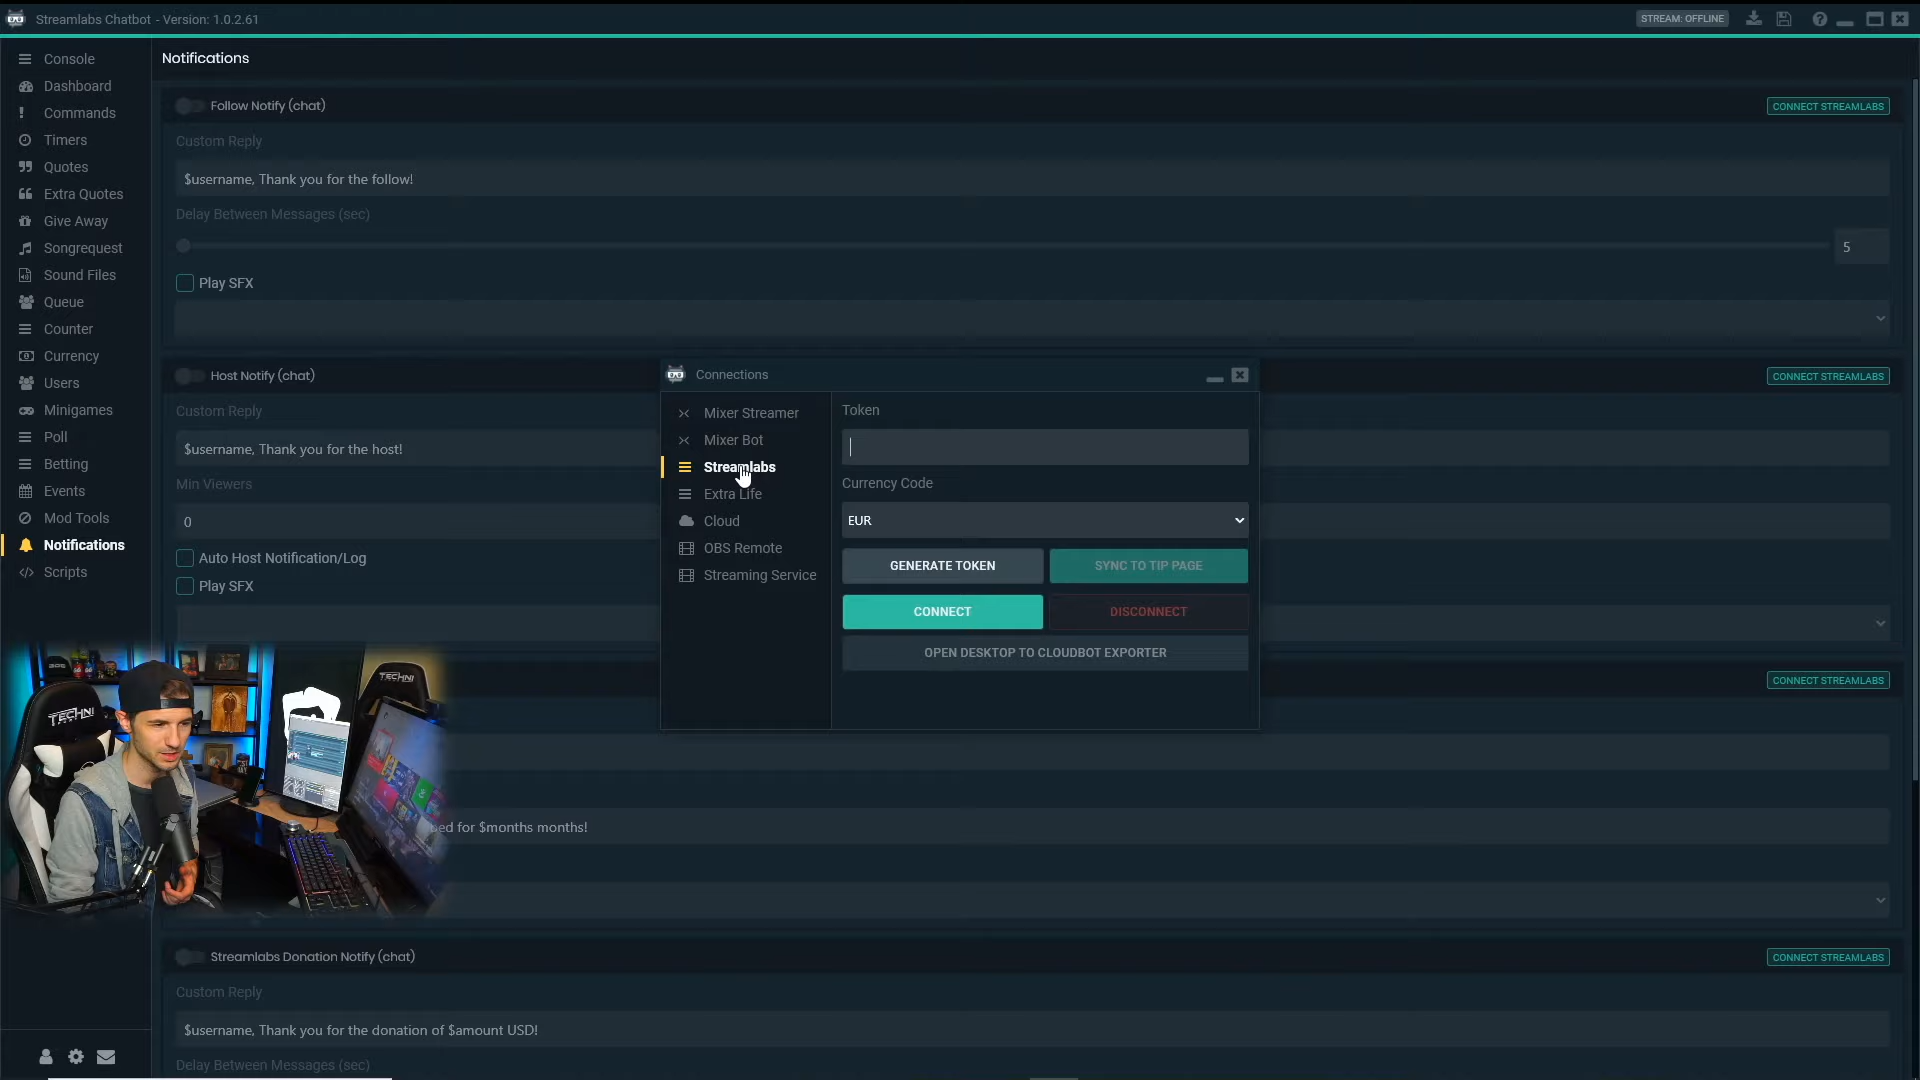 Streamlabs Chatbot - Version: 1.0.2.61
STREAM: OFFLINE
Console
Dashboard
Commands
Timers
Quotes
Extra Quotes
Give Away
Songrequest
Sound Files
Queue
Counter
Currency
Users
Minigames
Poll
Betting
Events
Mod Tools
Notifications
Scripts
Notifications
Follow Notify (chat)
CONNECT STREAMLABS
Custom Reply
$username, Thank you for the follow!
Delay Between Messages (sec)
5
Play SFX
Host Notify (chat)
CONNECT STREAMLABS
Custom Reply
$username, Thank you for the host!
Min Viewers
0
Auto Host Notification/Log
Play SFX
Connections
Mixer Streamer
Mixer Bot
Streamlabs
Extra Life
Cloud
OBS Remote
Streaming Service
Token
Currency Code
EUR
GENERATE TOKEN
SYNC TO TIP PAGE
CONNECT
DISCONNECT
OPEN DESKTOP TO CLOUDBOT EXPORTER
CONNECT STREAMLABS
for $months months!
TECHNI
TECHNI
Streamlabs Donation Notify (chat)
CONNECT STREAMLABS
Custom Reply
$username, Thank you for the donation of $amount USD!
Delay Between Messages (sec)